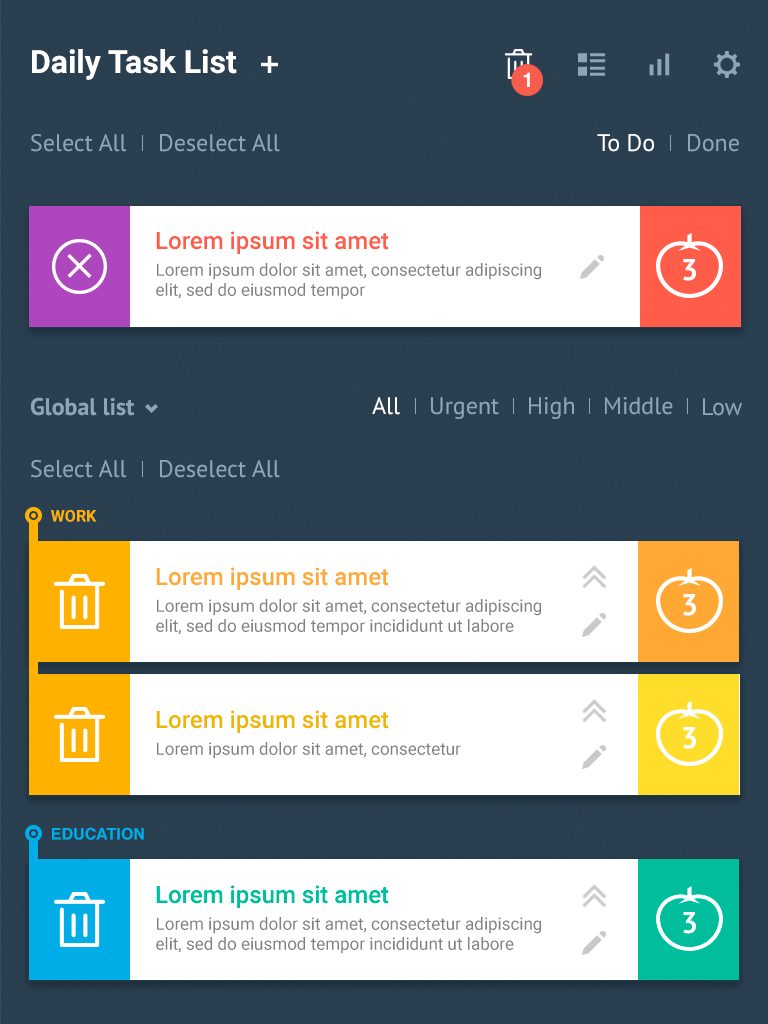 Daily Task List +
1
Select All | Deselect All
To Do | Done
Lorem ipsum sit amet
Lorem ipsum dolor sit amet, consectetur adipiscing
elit, sed do eiusmod tempor
3
Global list
All | Urgent | High | Middle | Low
Select All | Deselect All
WORK
Lorem ipsum sit amet
Lorem ipsum dolor sit amet, consectetur adipiscing
elit, sed do eiusmod tempor incididunt ut labore
3
Lorem ipsum sit amet
Lorem ipsum dolor sit amet, consectetur
3
EDUCATION
Lorem ipsum sit amet
Lorem ipsum dolor sit amet, consectetur adipiscing
elit, sed do eiusmod tempor incididunt ut labore
3